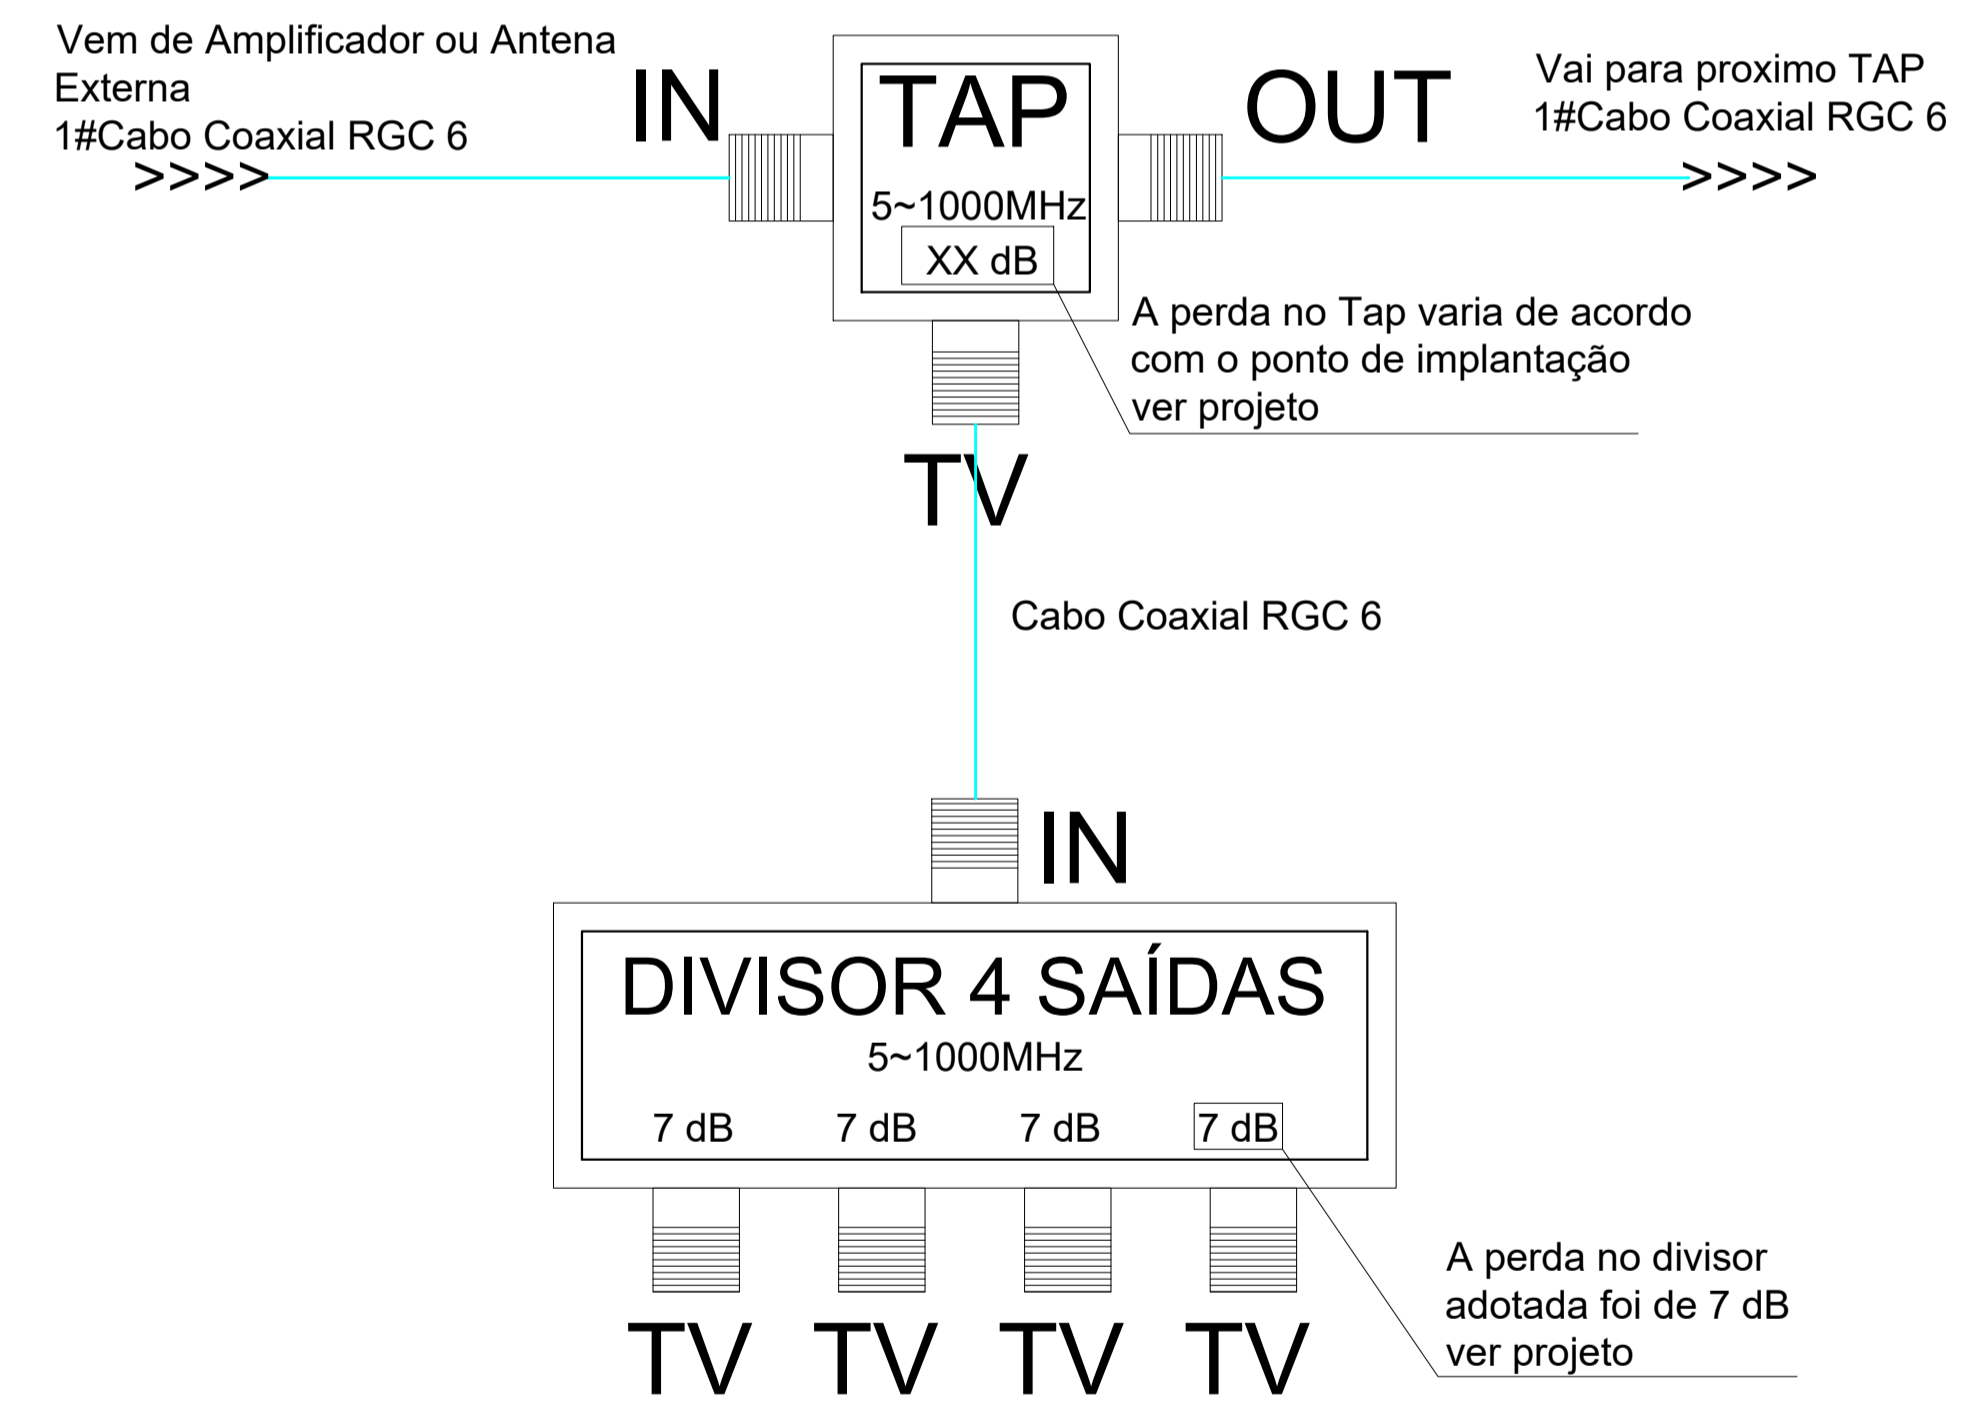 Vem de Amplificador ou Antena
Externa
1#Cabo Coaxial RGC 6
>>>>
IN
TAP
5~1000MHz
XX dB
OUT
Vai para proximo TAP
1#Cabo Coaxial RGC 6
>>>>
A perda no Tap varia de acordo
com o ponto de implantação
ver projeto
TV
Cabo Coaxial RGC 6
IN
DIVISOR 4 SAÍDAS
5~1000MHz
7 dB 7 dB 7 dB 7 dB
TV TV TV TV
A perda no divisor
adotada foi de 7 dB
ver projeto